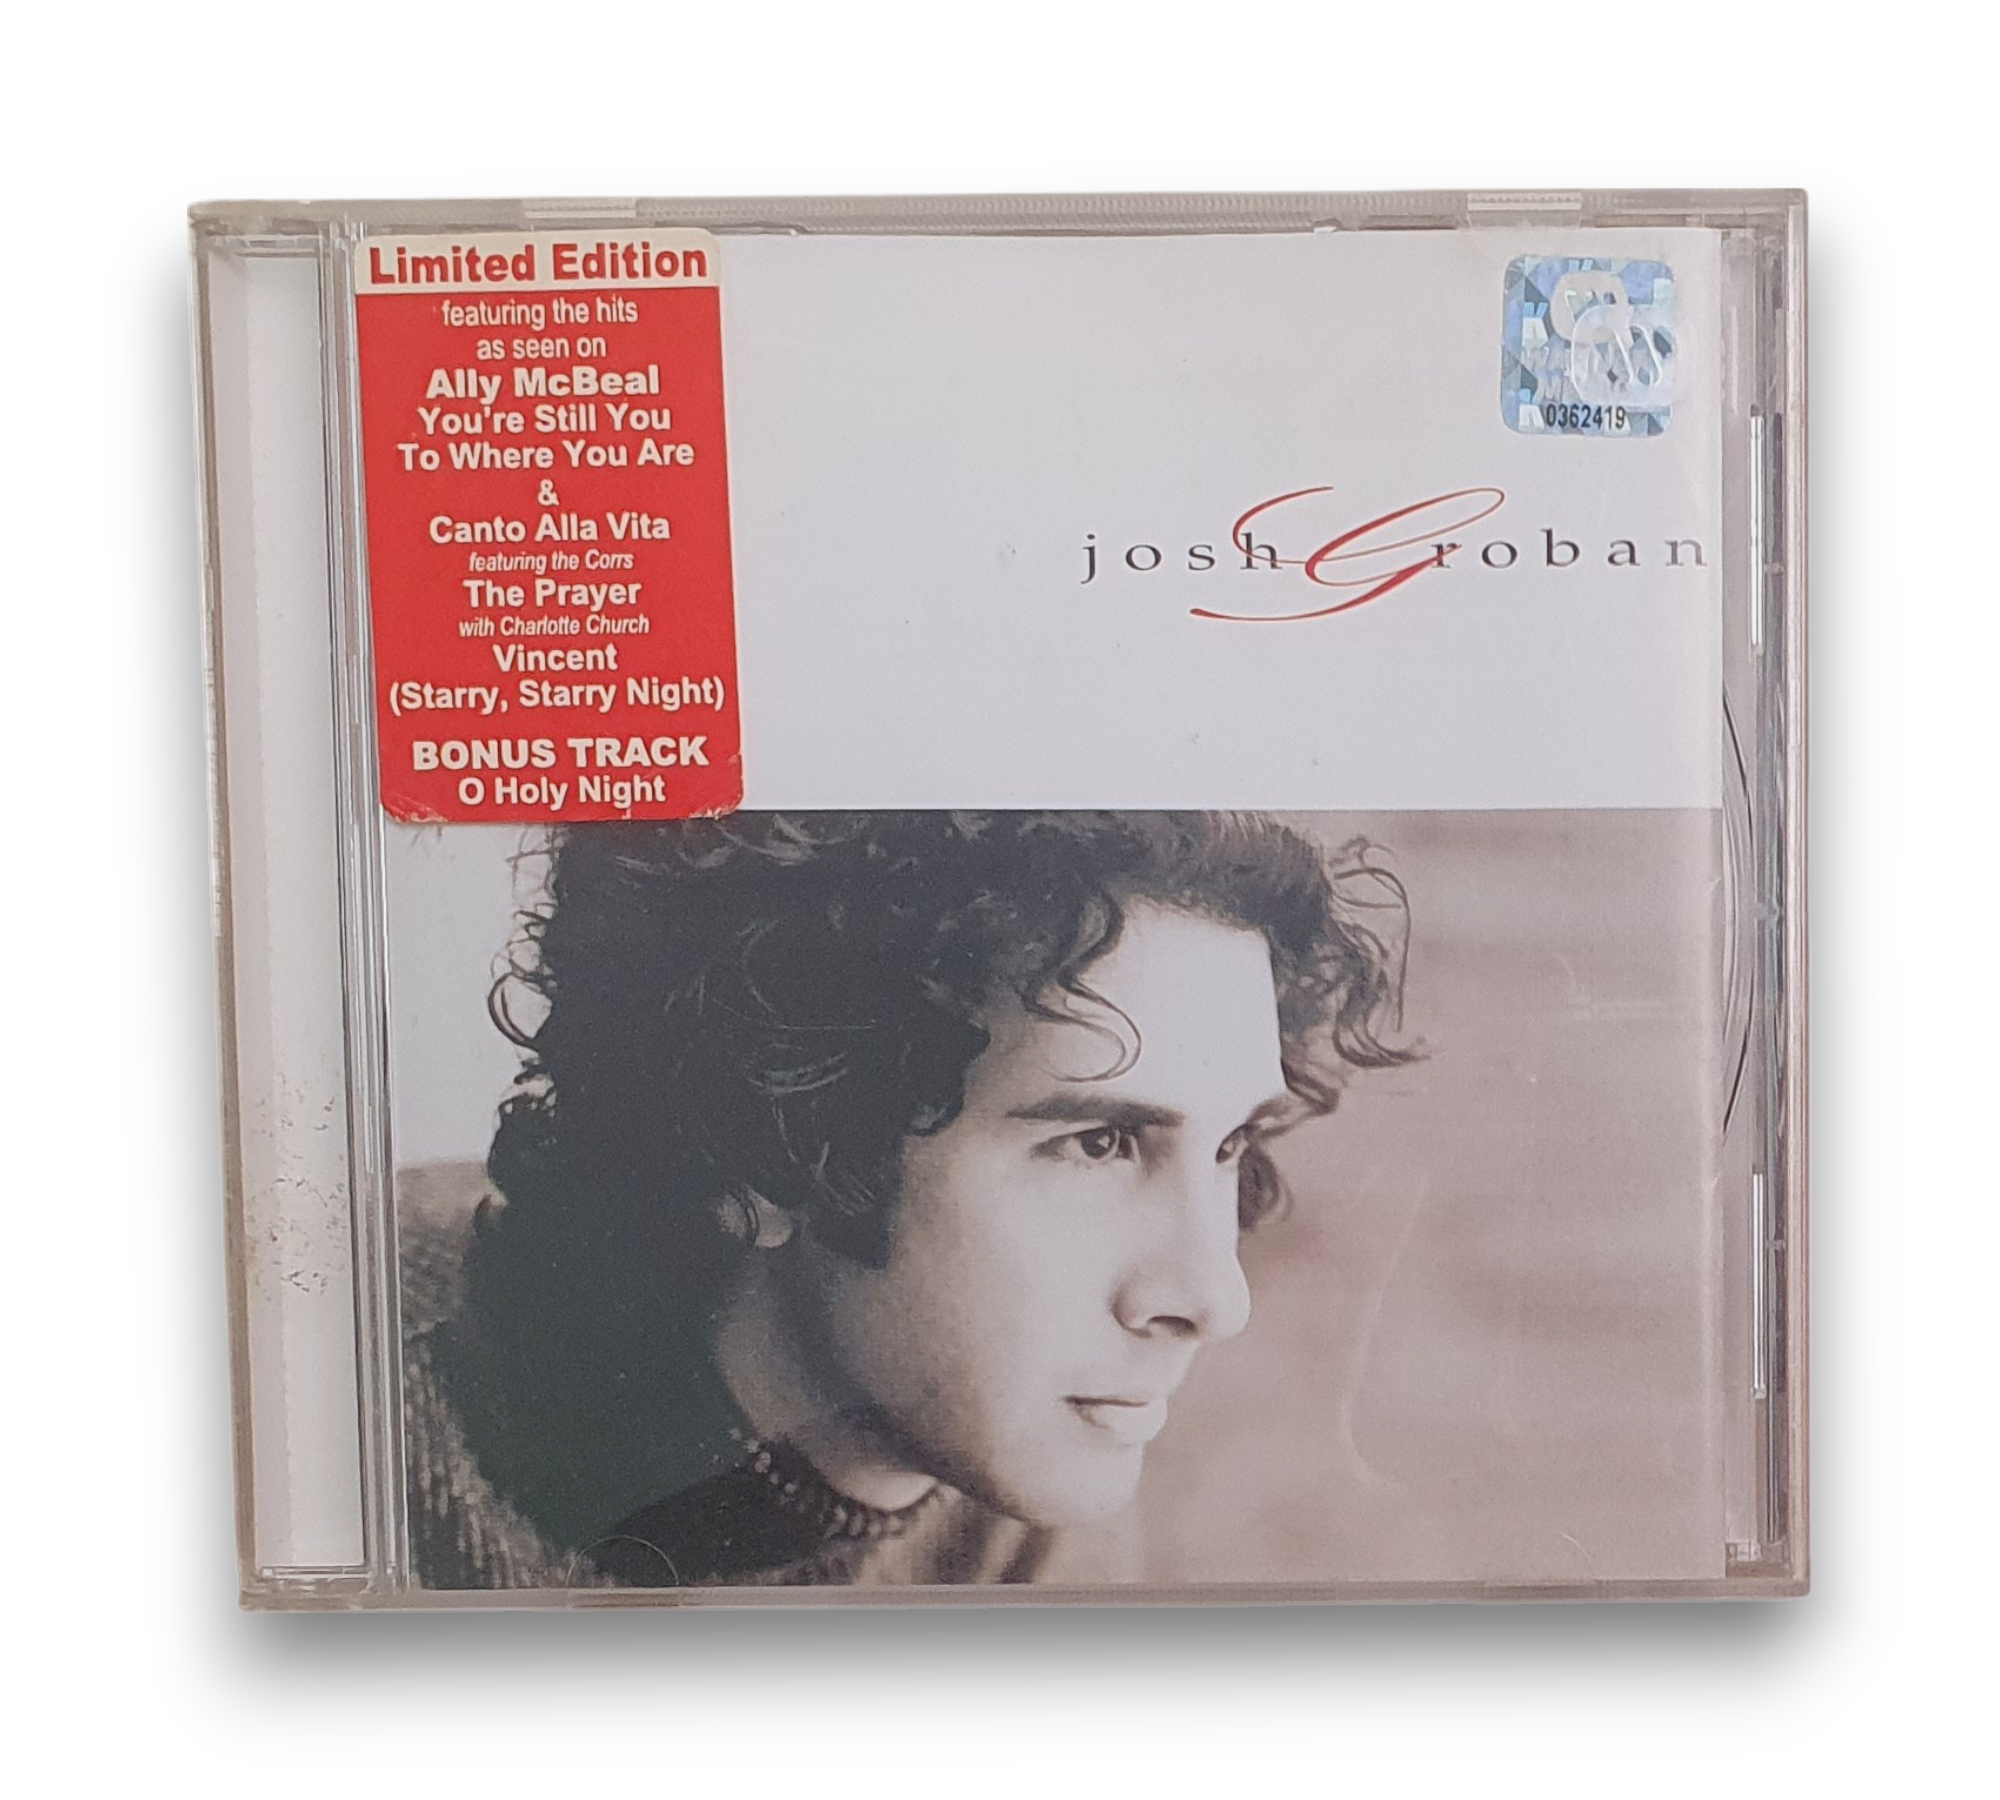 Limited Edition
featuring the hits
as seen on
Ally McBeal
You're Still You
To Where You Are
&
Canto Alla Vita
featuring the Corrs
The Prayer
with Charlotte Church
Vincent
(Starry, Starry Night)
BONUS TRACK
O Holy Night
0362419
josh Groban